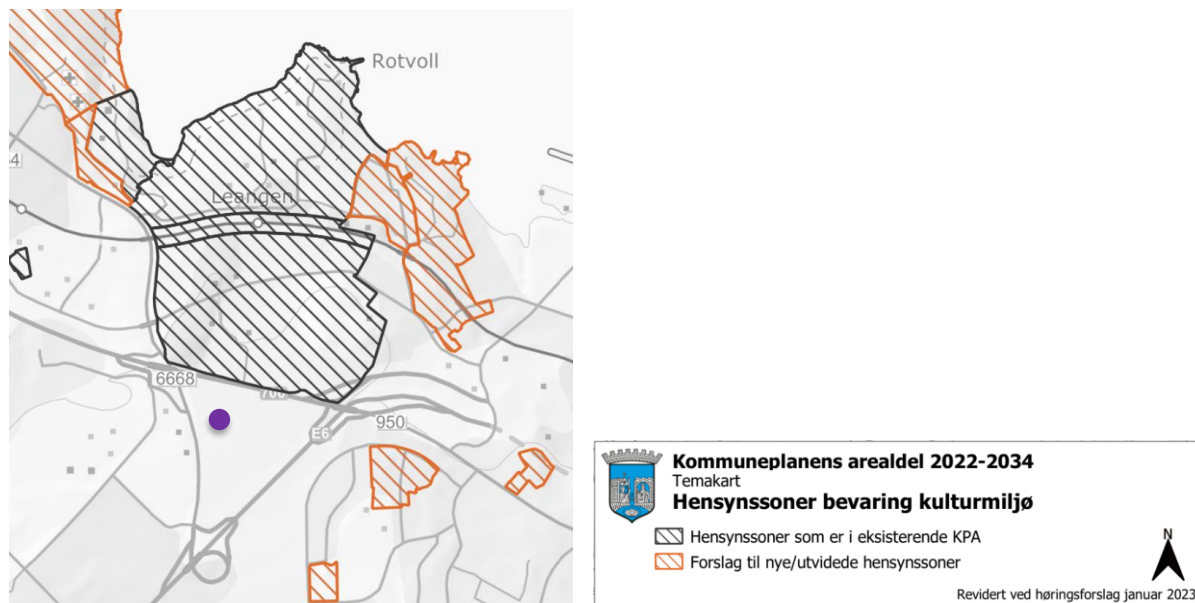 Rotvoll
Leangen
6668
950
E6
Kommuneplanens arealdel 2022-2034
Temakart
Hensynssoner bevaring kulturmiljø
Hensynssoner som er i eksisterende KPA
Forslag til nye/utvidede hensynssoner
N
Revidert ved høringsforslag januar 2023